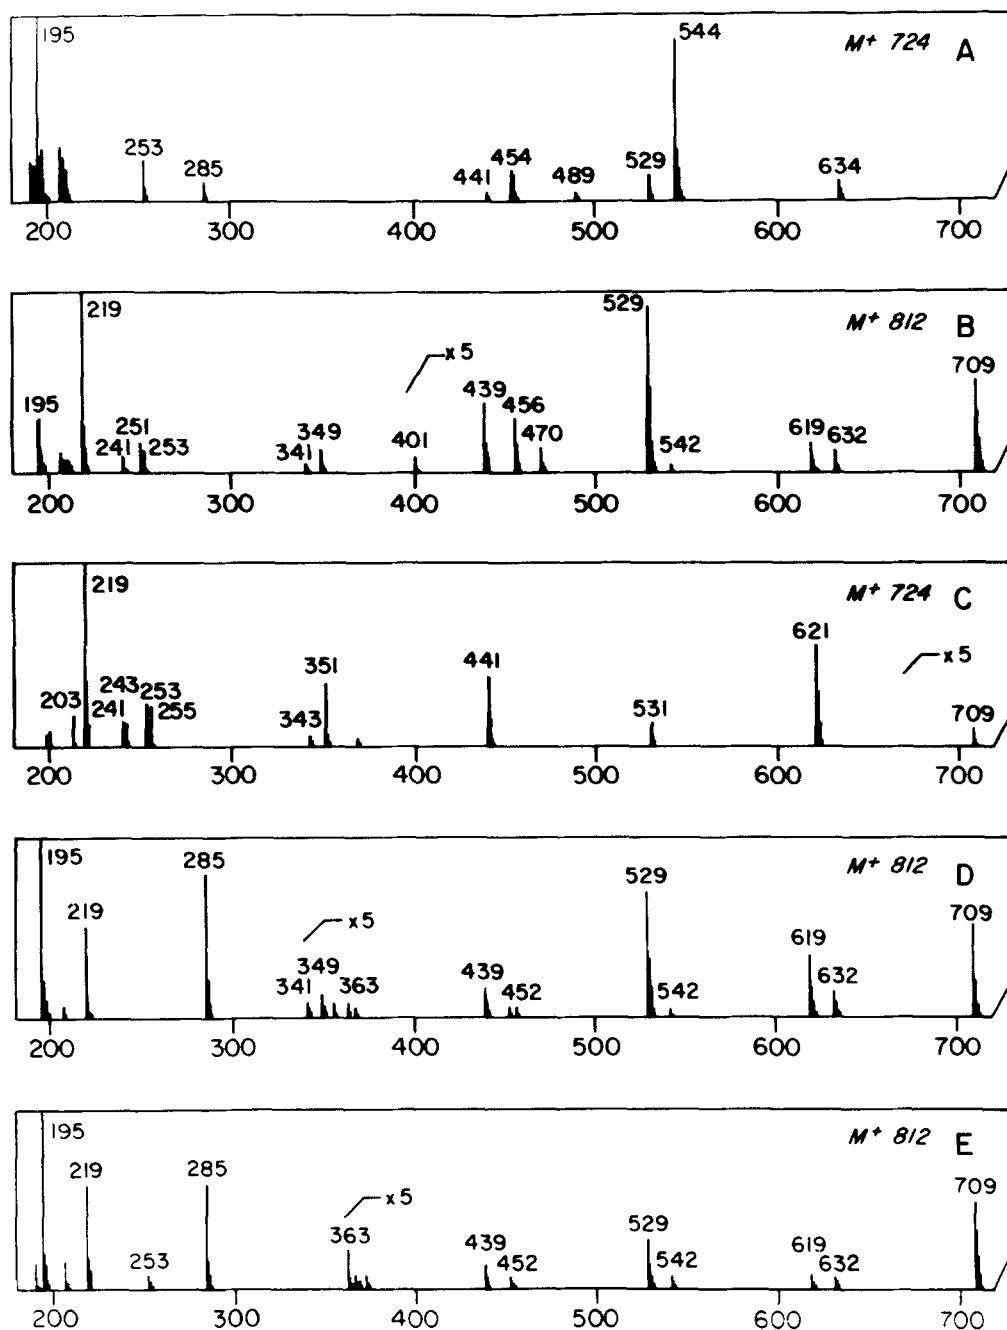 195 544 M+ 724 A
253 285 441 454 489 529 634
200 300 400 500 600 700
219 529 M+ 812 B
x 5 709
195 241 251 253 341 349 401 439 456 470 542 619 632
200 300 400 500 600 700
219 M+ 724 C
203 241 243 253 255 343 351 441 531 621 x 5 709
200 300 400 500 600 700
195 285 529 M+ 812 D
219 x 5 341 349 363 439 452 542 619 632 709
200 300 400 500 600 700
195 M+ 812 E
219 285 x 5 709
253 363 439 452 529 542 619 632
200 300 400 500 600 700